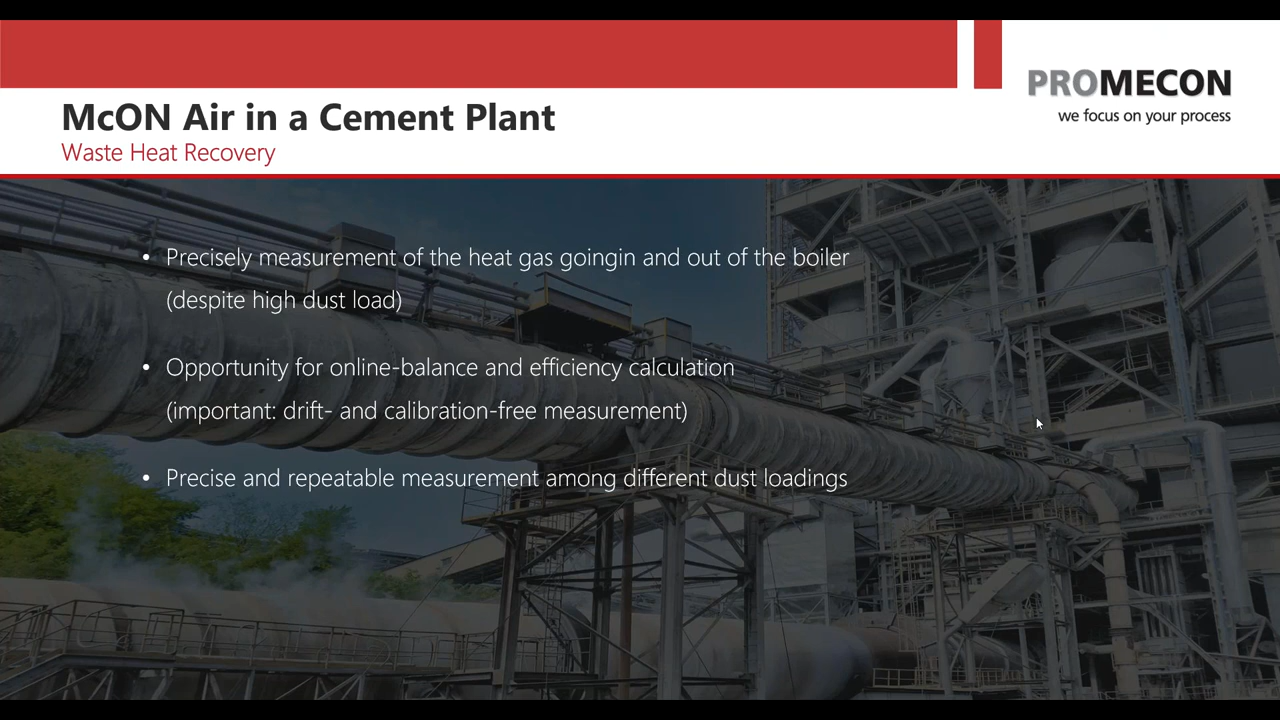 PROMECON
we focus on your process
McON Air in a Cement Plant
Waste Heat Recovery
• Precisely measurement of the heat gas goingin and out of the boiler
(despite high dust load)
• Opportunity for online-balance and efficiency calculation
(important: drift- and calibration-free measurement)
• Precise and repeatable measurement among different dust loadings